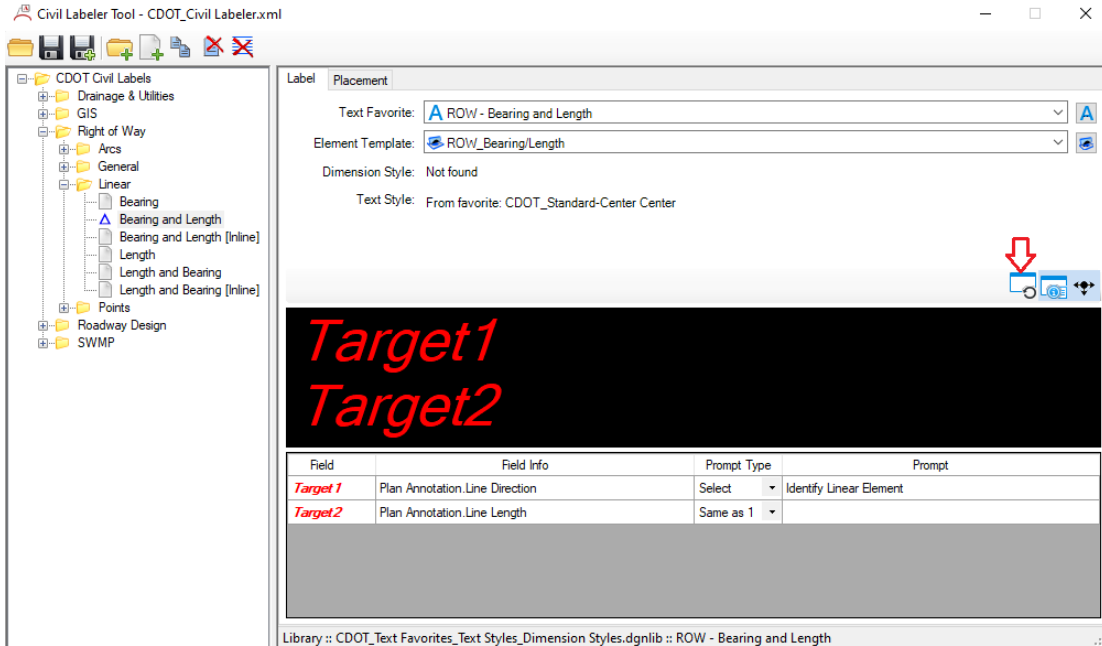 Civil Labeler Tool - CDOT_Civil Labeler.xml
CDOT Civil Labels
Drainage & Utilities
GIS
Right of Way
Arcs
General
Linear
Bearing
Bearing and Length
Bearing and Length [Inline]
Length
Length and Bearing
Length and Bearing [Inline]
Points
Roadway Design
SWMP
Label Placement
Text Favorite: A ROW - Bearing and Length A
Element Template: ROW_Bearing/Length
Dimension Style: Not found
Text Style: From favorite: CDOT_Standard-Center Center
Target1
Target2
Field Field Info Prompt Type Prompt
Target1 Plan Annotation.Line Direction Select Identify Linear Element
Target2 Plan Annotation.Line Length Same as 1
Library :: CDOT_Text Favorites_Text Styles_Dimension Styles.dgnlib :: ROW - Bearing and Length